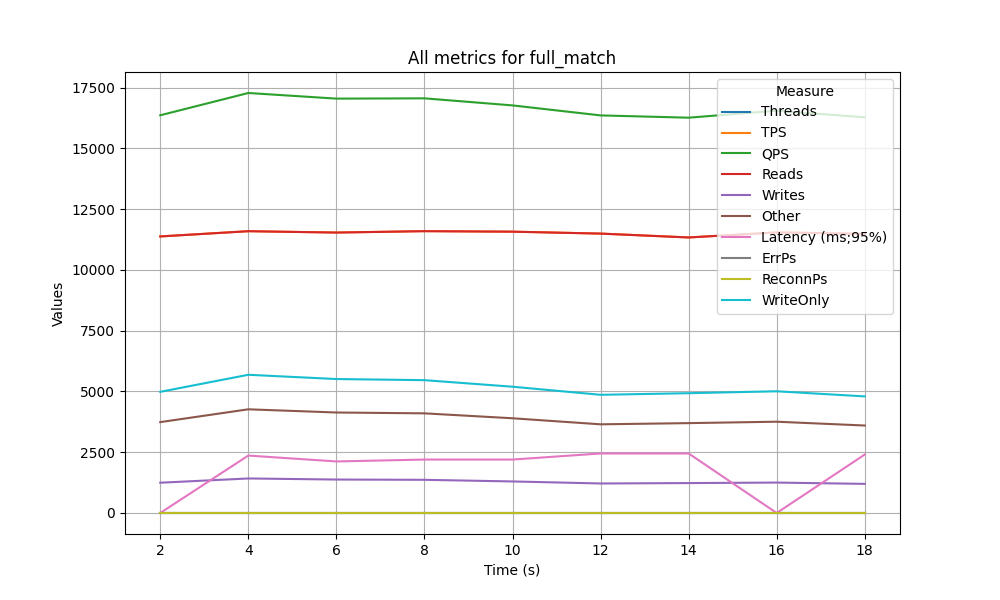 All metrics for full_match
Values
17500
15000
12500
10000
7500
5000
2500
0
2 4 6 8 10 12 14 16 18
Time (s)
Measure
Threads
TPS
QPS
Reads
Writes
Other
Latency (ms;95%)
ErrPs
ReconnPs
WriteOnly